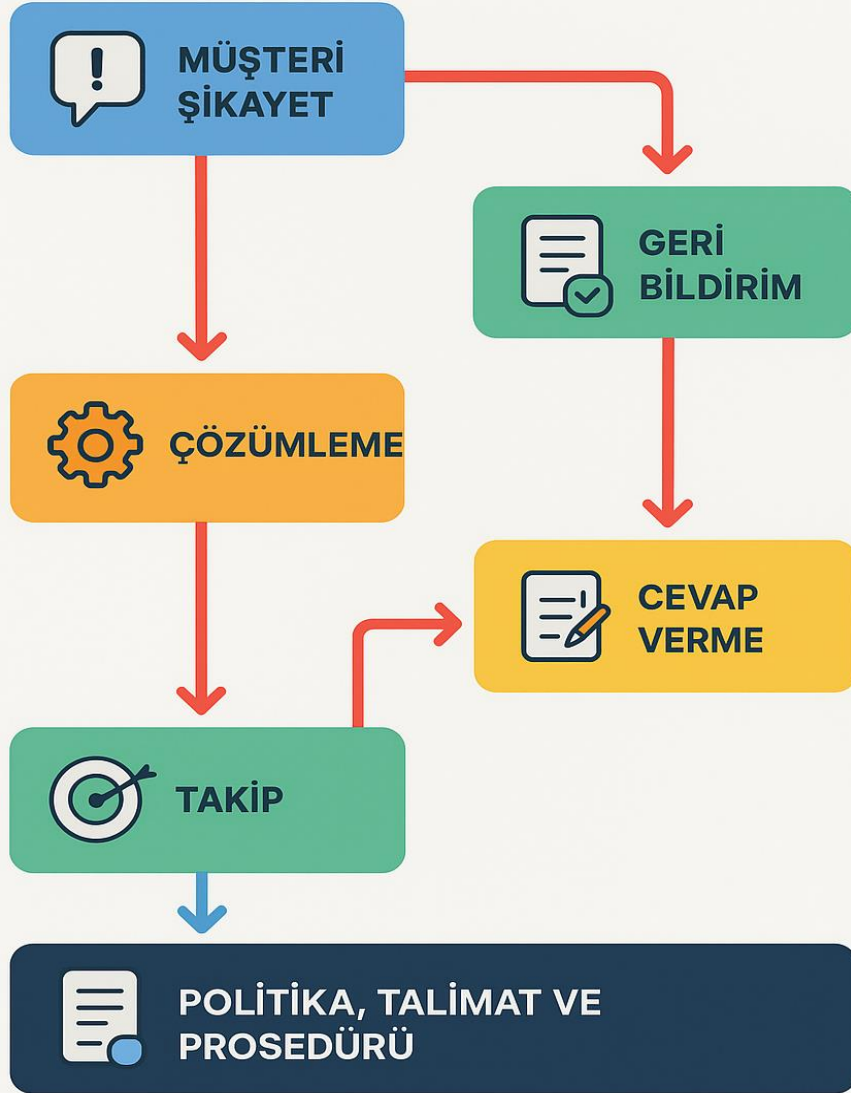 MÜŞTERİ
ŞİKAYET
GERİ
BİLDİRİM
ÇÖZÜMLEME
CEVAP
VERME
TAKİP
POLİTİKA, TALİMAT VE
PROSEDÜRÜ